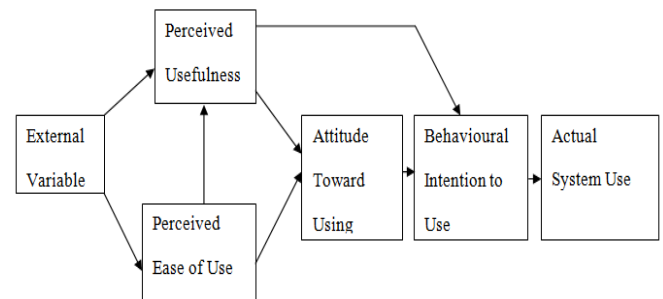 Perceived
Usefulness
External
Variable
Attitude
Toward
Using
Behavioural
Intention to
Use
Actual
System Use
Perceived
Ease of Use